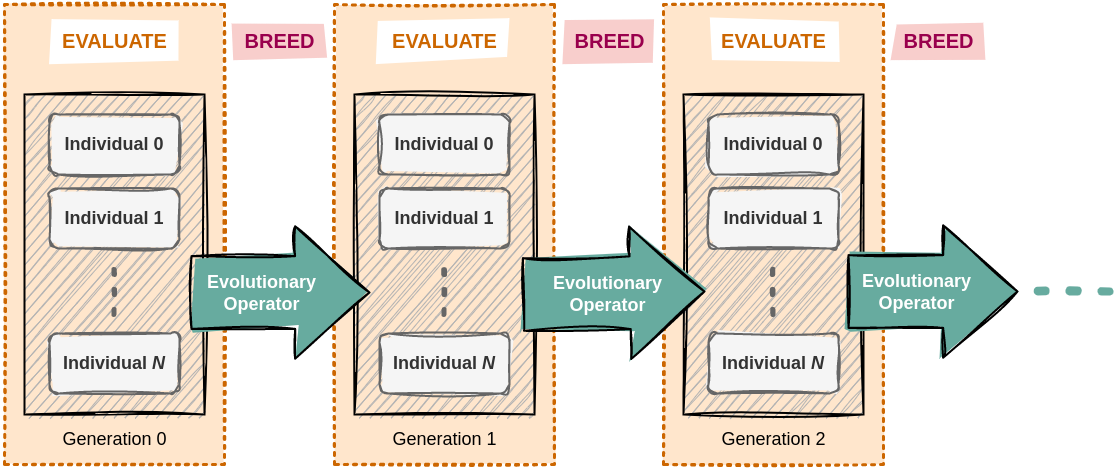 EVALUATE
BREED
EVALUATE
BREED
EVALUATE
BREED
Individual 0
Individual 1
Individual N
Generation 0
Evolutionary
Operator
Individual 0
Individual 1
Individual N
Generation 1
Evolutionary
Operator
Individual 0
Individual 1
Individual N
Generation 2
Evolutionary
Operator